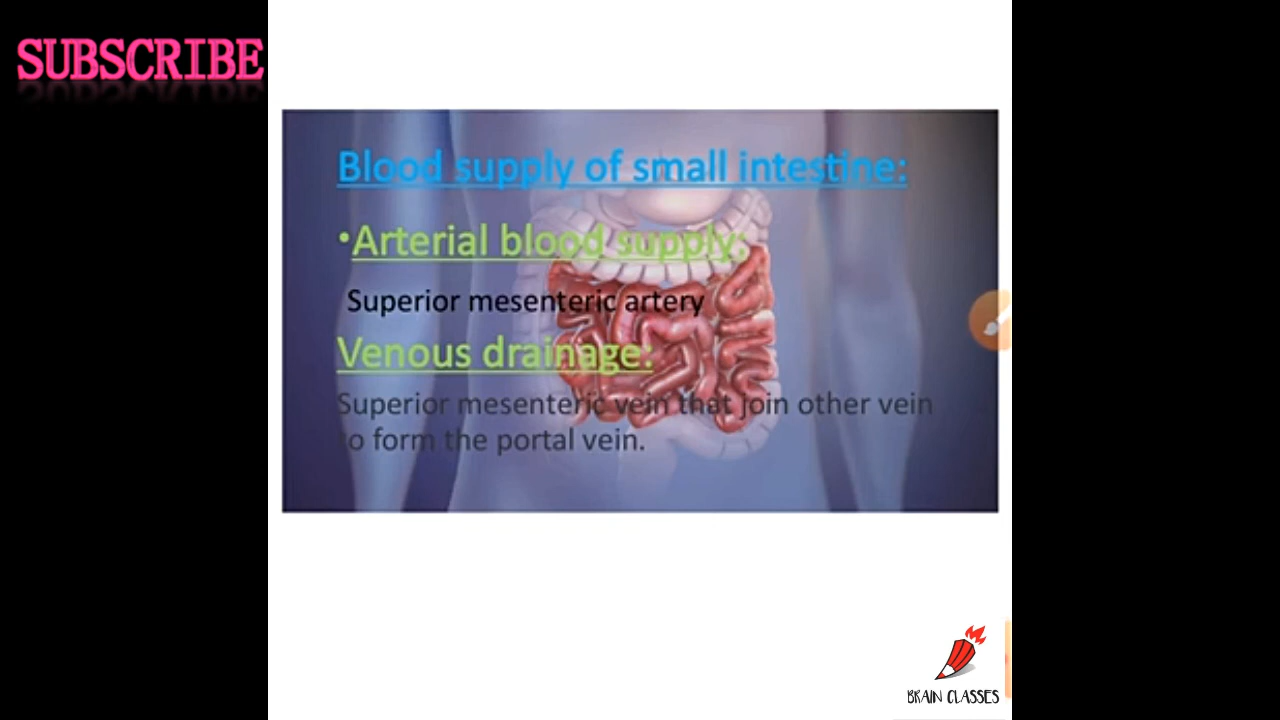 SUBSCRIBE
Blood supply of small intestine:
•Arterial blood supply:
Superior mesenteric artery
Venous drainage:
Superior mesenteric vein that join other vein
to form the portal vein.
BRAIN CLASSES